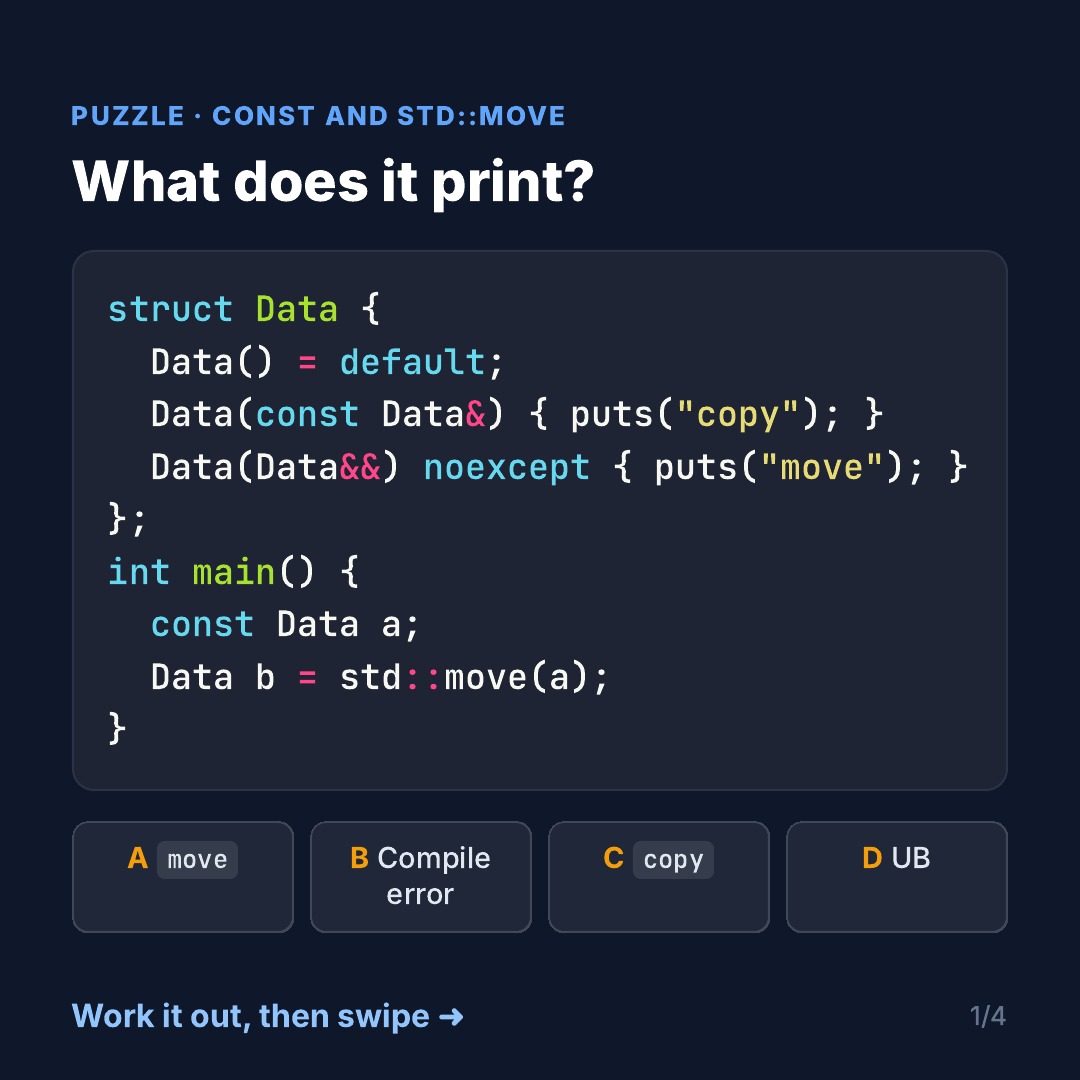 PUZZLE · CONST AND STD::MOVE
What does it print?
struct Data {
  Data() = default;
  Data(const Data&) { puts("copy"); }
  Data(Data&&) noexcept { puts("move"); }
};
int main() {
  const Data a;
  Data b = std::move(a);
}
A move
B Compile
error
C copy
D UB
Work it out, then swipe ➜
1/4